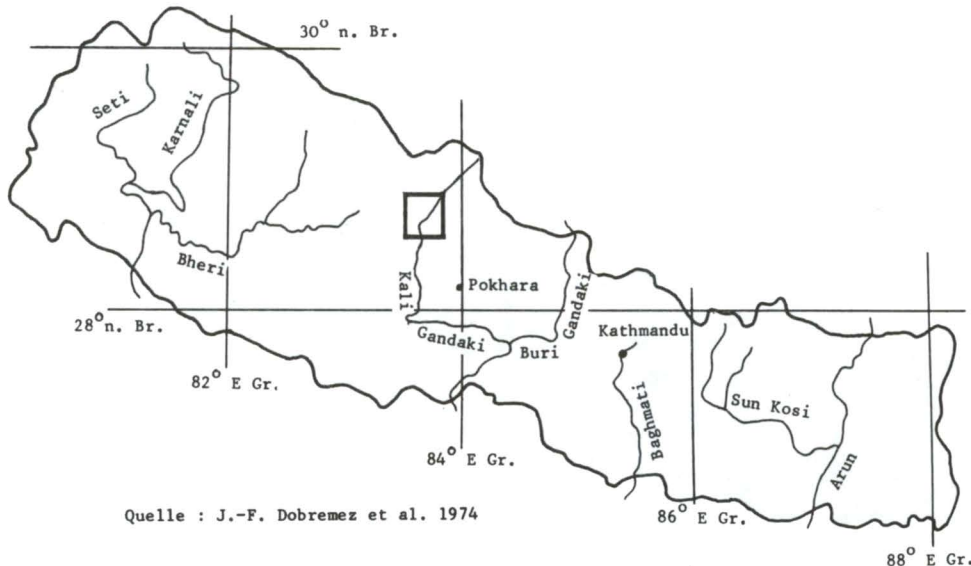 30° n. Br.
Seti
Karnali
Bheri
Kali
Pokhara
Gandaki
28° n. Br.
Gandaki
Buri
Kathmandu
82° E Gr.
Sun Kosi
Baghmati
84° E Gr.
Arun
Quelle : J.-F. Dobremez et al. 1974
86° E Gr.
88° E Gr.